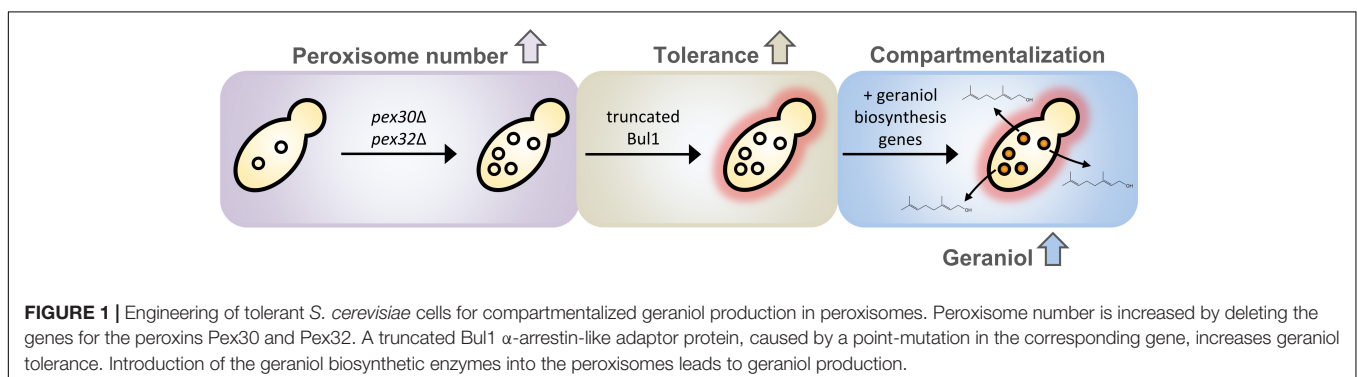 Peroxisome number
Tolerance
Compartmentalization
pex30Δ
pex32Δ
truncated
Bul1
+ geraniol
biosynthesis
genes
OH
OH
OH
Geraniol
FIGURE 1 | Engineering of tolerant S. cerevisiae cells for compartmentalized geraniol production in peroxisomes. Peroxisome number is increased by deleting the
genes for the peroxins Pex30 and Pex32. A truncated Bul1 α-arrestin-like adaptor protein, caused by a point-mutation in the corresponding gene, increases geraniol
tolerance. Introduction of the geraniol biosynthetic enzymes into the peroxisomes leads to geraniol production.